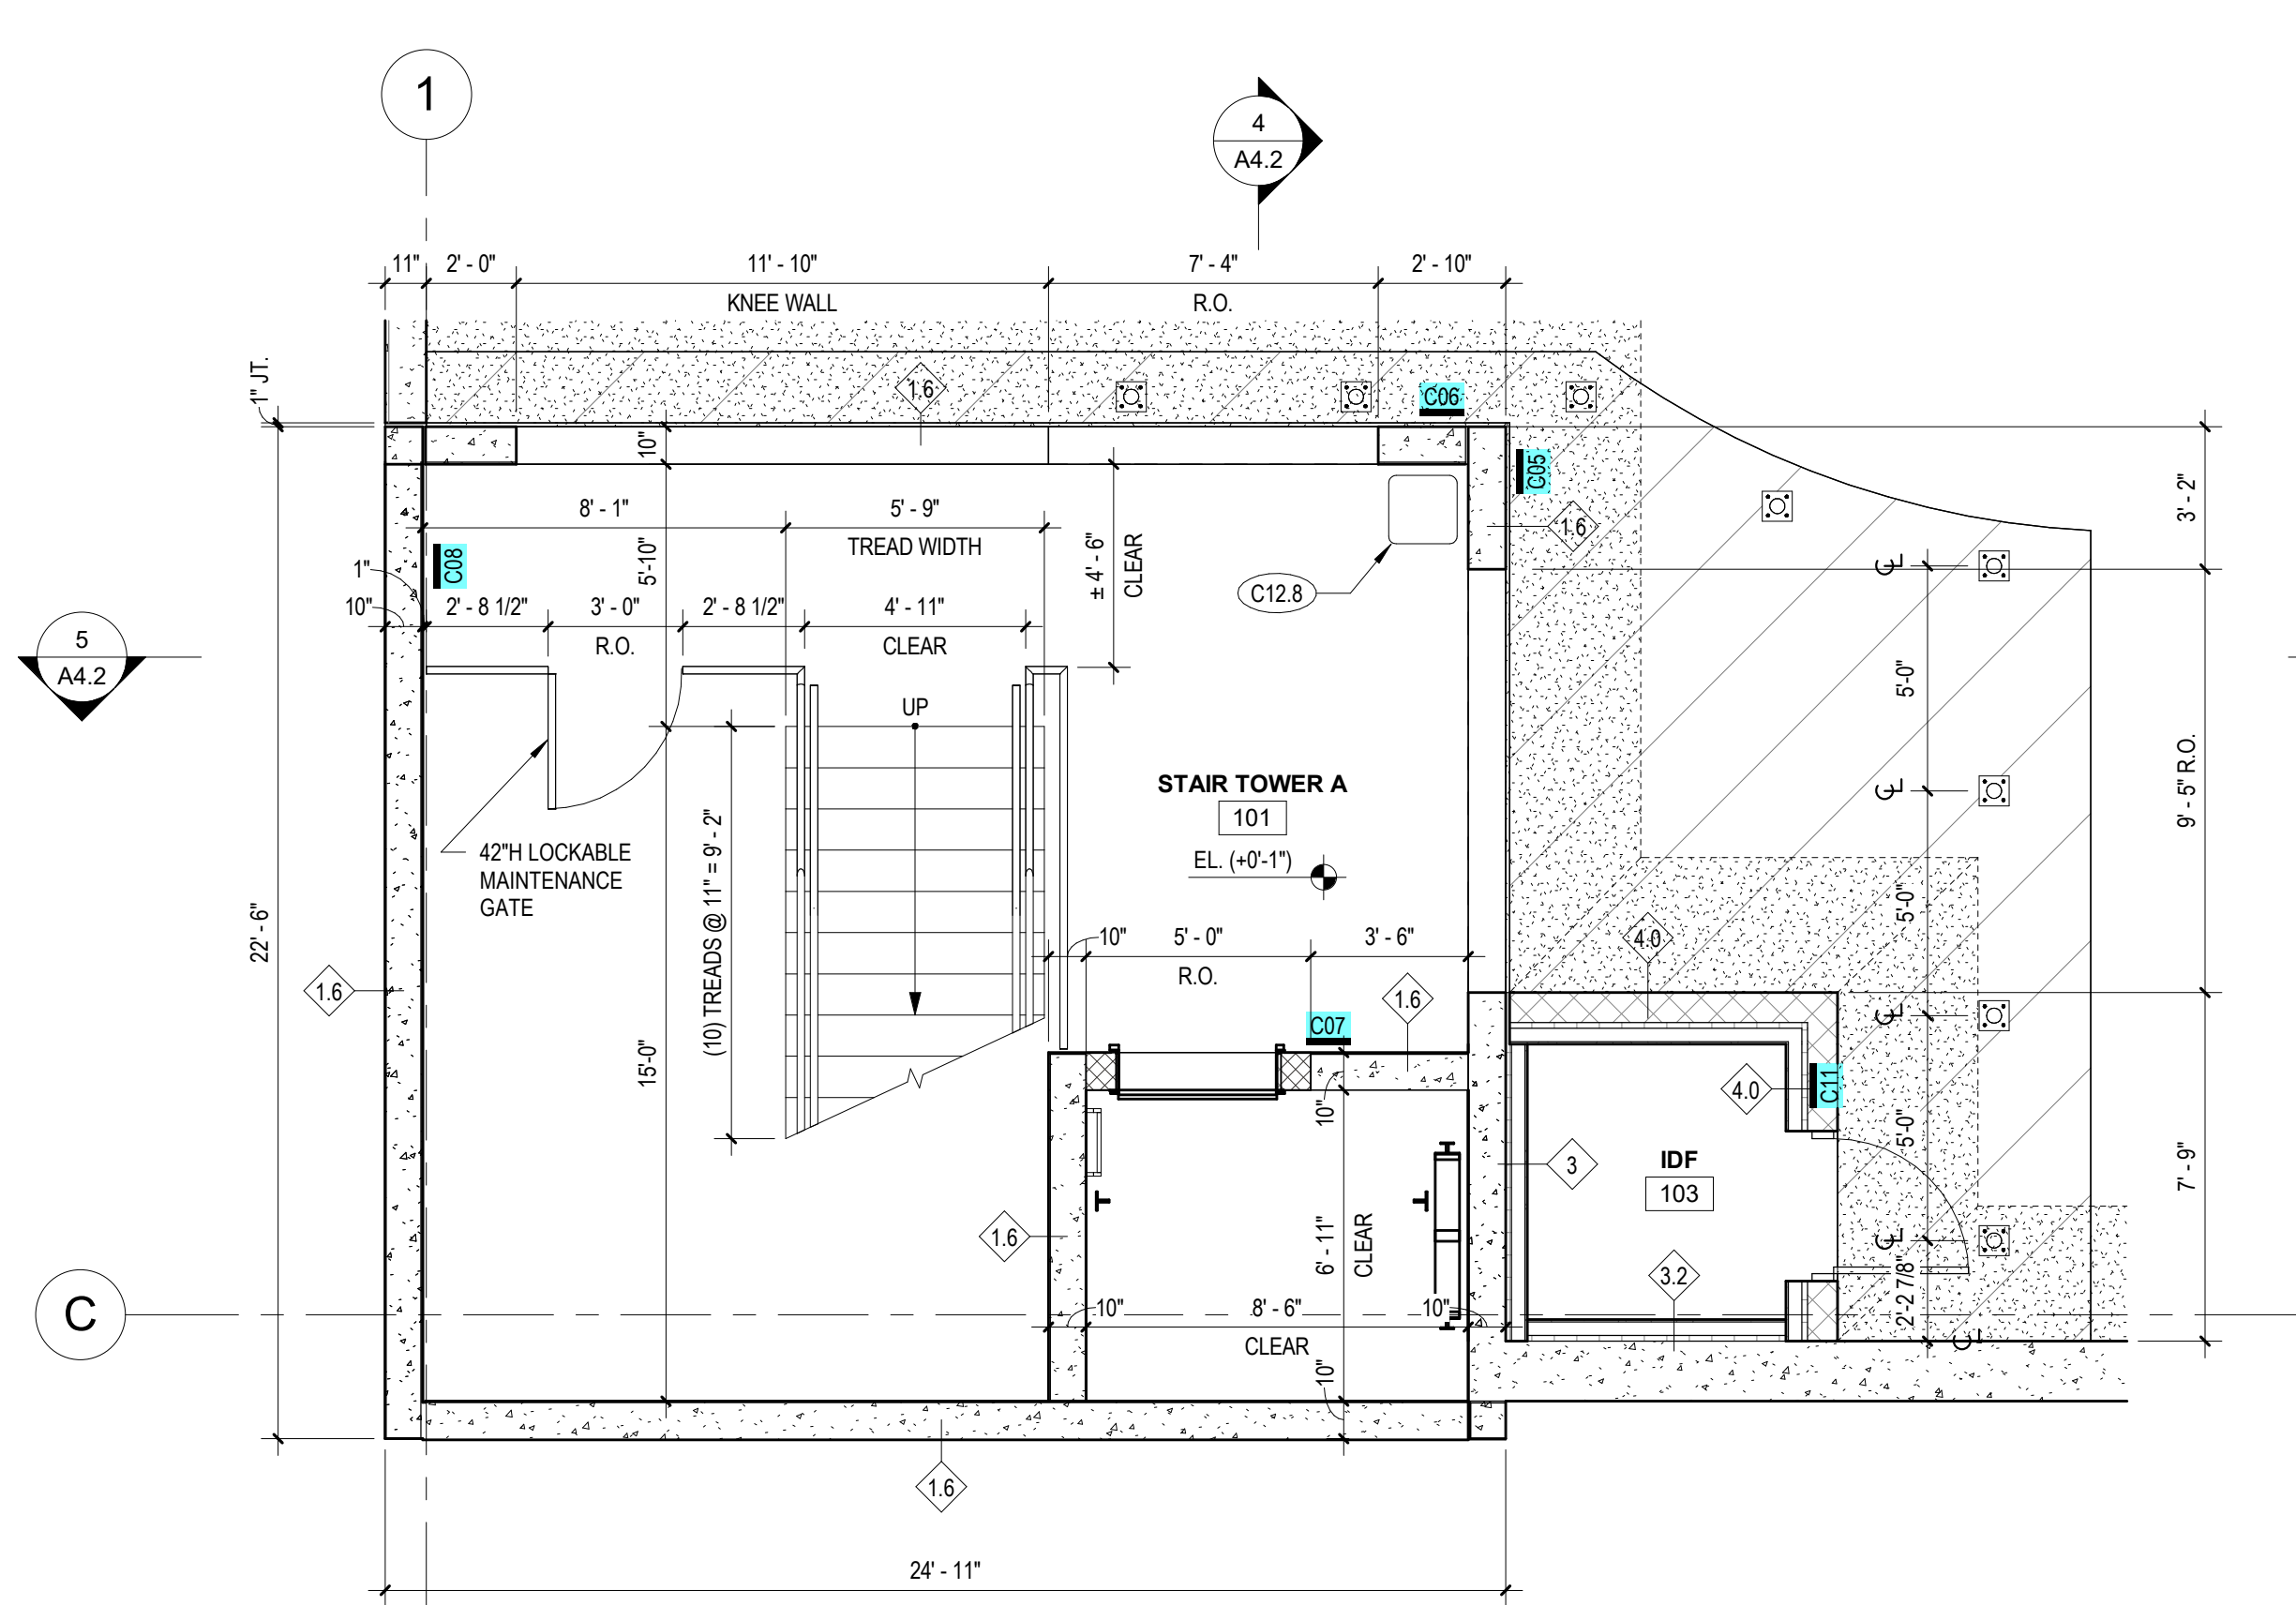 1
4
A4.2
11"
2' - 0"
11' - 10"
7' - 4"
2' - 10"
KNEE WALL
R.O.
1" JT.
1.6
C06
10"
C05
3' - 2"
8' - 1"
5' - 9"
TREAD WIDTH
1.6
C08
5'-10"
± 4' - 6"
CLEAR
1"
10"
2' - 8 1/2"
3' - 0"
2' - 8 1/2"
4' - 11"
C12.8
R.O.
CLEAR
5
A4.2
5'-0"
UP
STAIR TOWER A
101
EL. (+0'-1")
9' - 5" R.O.
42"H LOCKABLE
MAINTENANCE
GATE
(10) TREADS @ 11" = 9' - 2"
22' - 6"
5'-0"
10"
5' - 0"
3' - 6"
4.0
R.O.
1.6
1.6
C07
15'-0"
10"
4.0
C11
5'-0"
3
IDF
103
7' - 9"
1.6
6' - 11"
CLEAR
3.2
C
10"
8' - 6"
10"
CLEAR
2'-2 7/8"
10"
1.6
24' - 11"